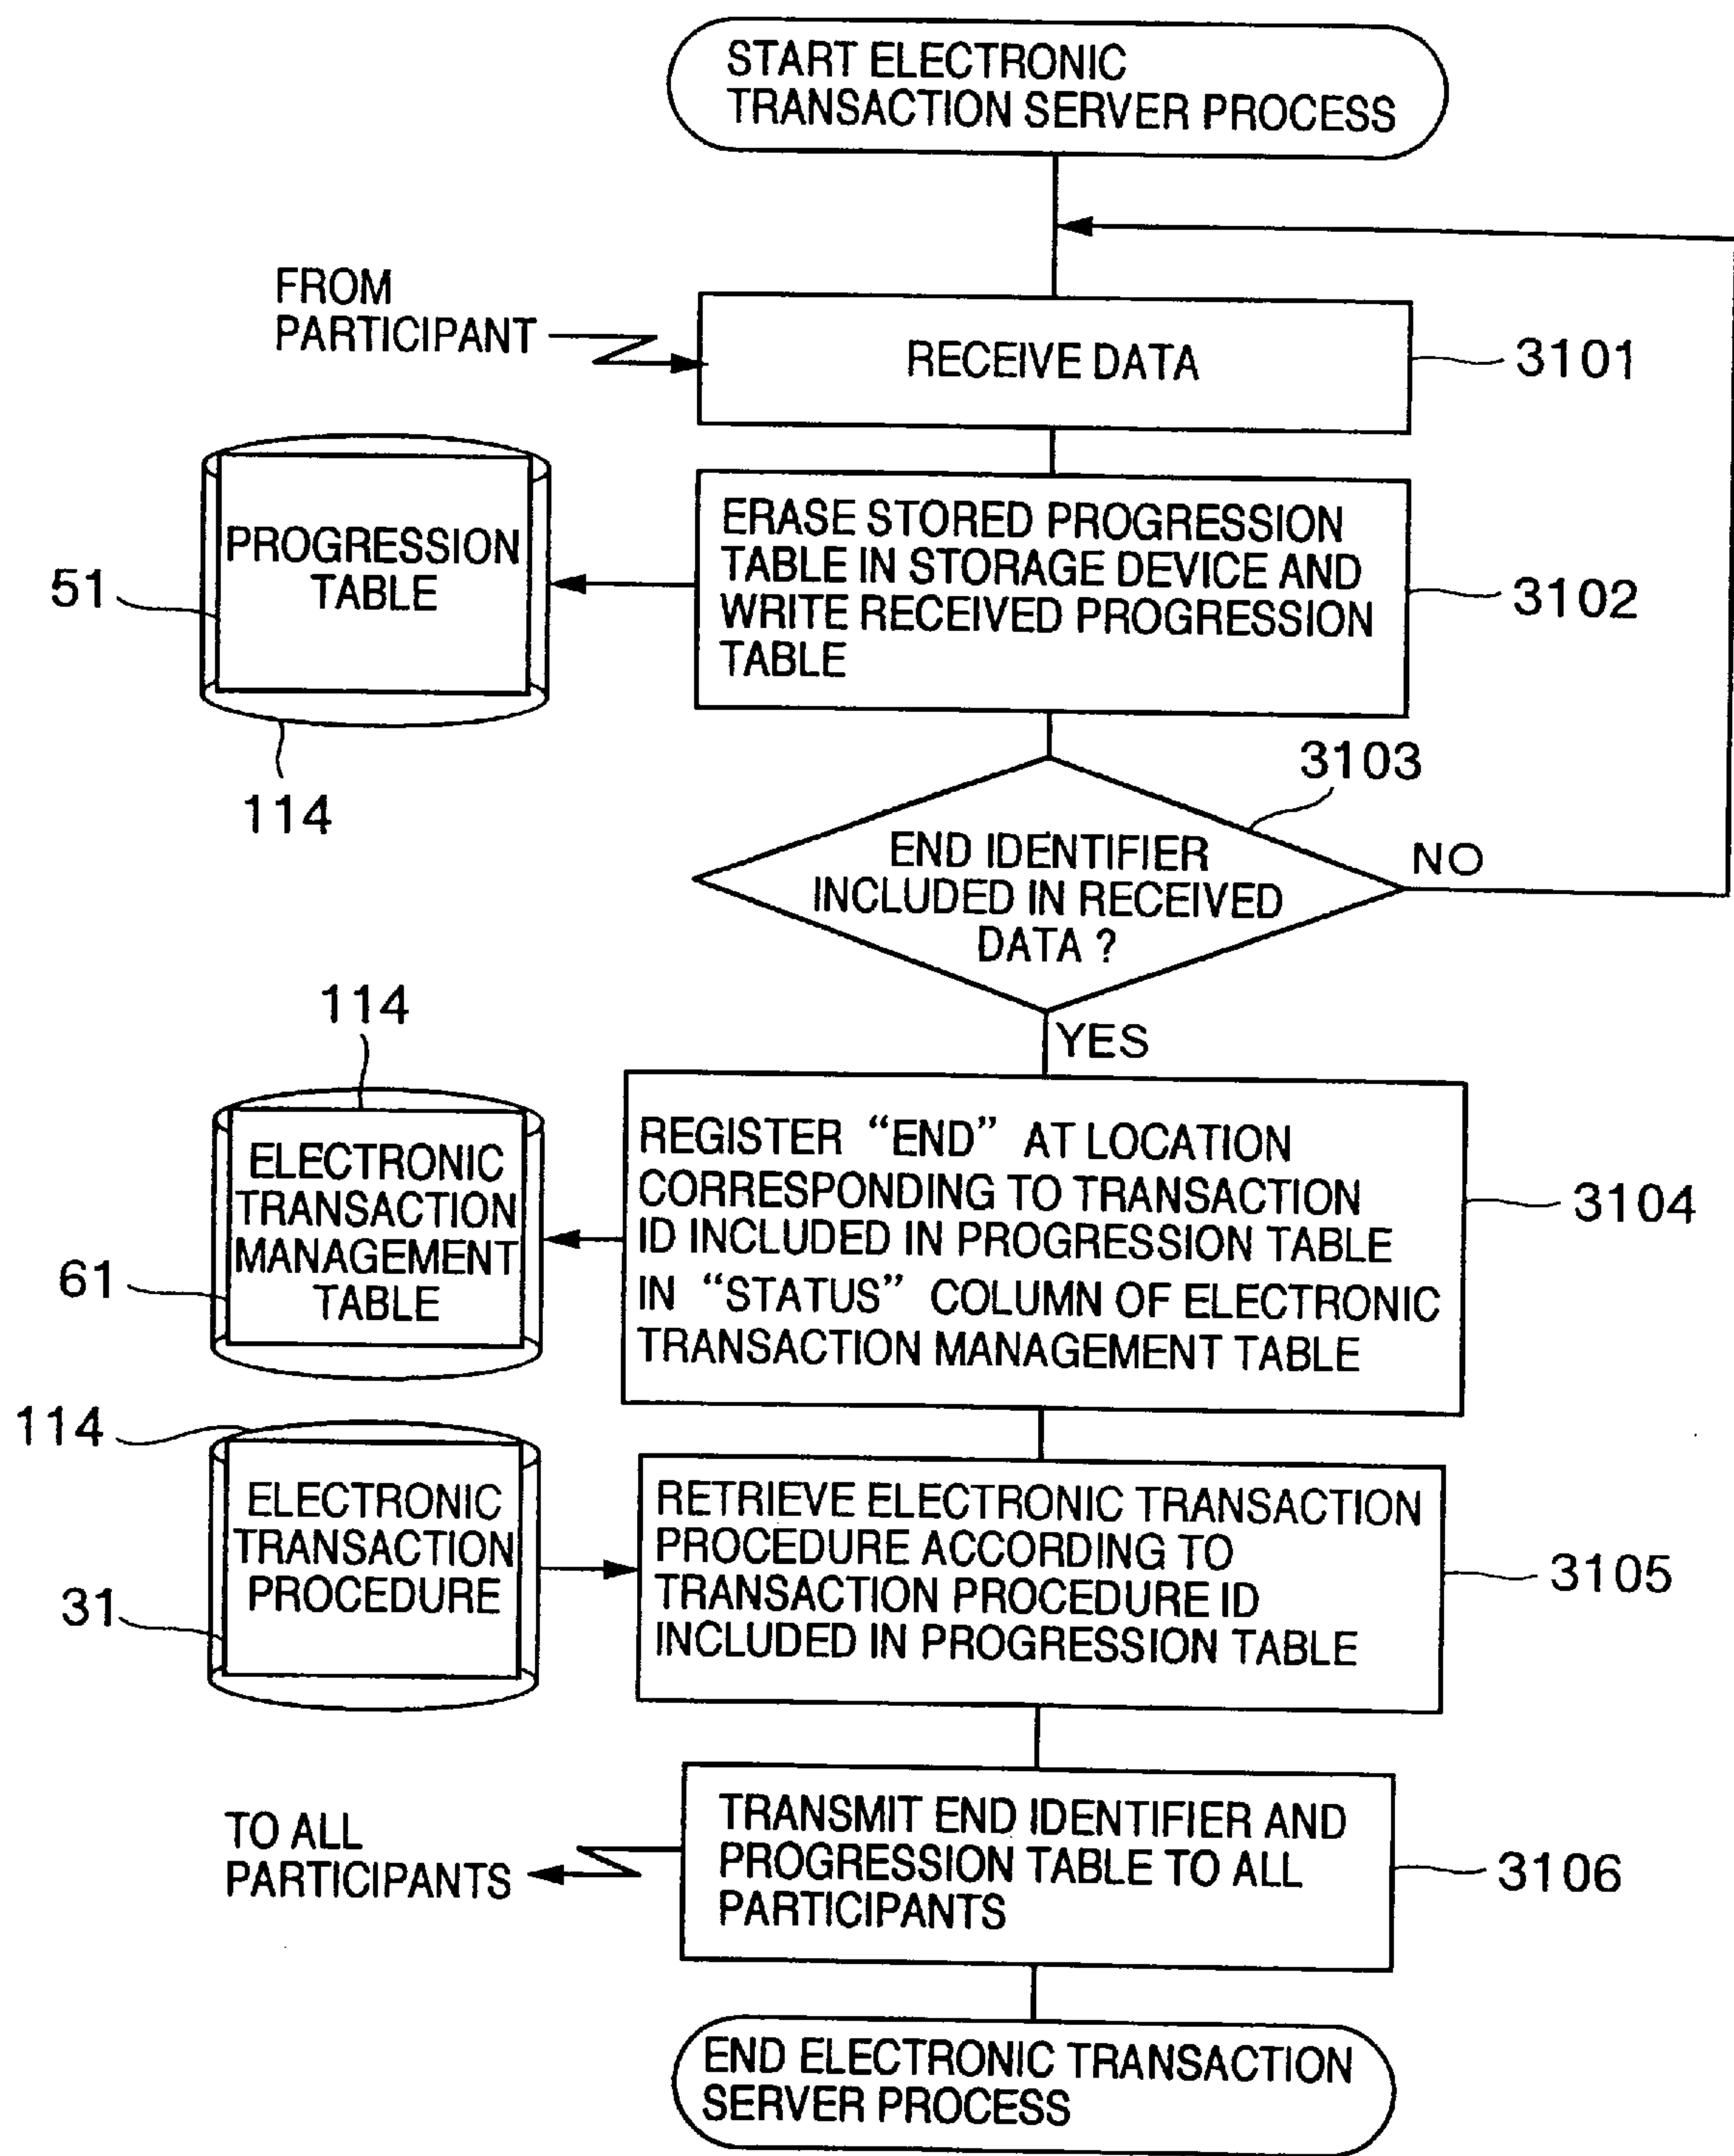 START ELECTRONIC
TRANSACTION SERVER PROCESS
FROM
PARTICIPANT
RECEIVE DATA
3101
PROGRESSION
TABLE
51
114
ERASE STORED PROGRESSION
TABLE IN STORAGE DEVICE AND
WRITE RECEIVED PROGRESSION
TABLE
3102
3103
END IDENTIFIER
INCLUDED IN RECEIVED
DATA ?
NO
YES
114
ELECTRONIC
TRANSACTION
MANAGEMENT
TABLE
61
REGISTER “END” AT LOCATION
CORRESPONDING TO TRANSACTION
ID INCLUDED IN PROGRESSION TABLE
IN “STATUS” COLUMN OF ELECTRONIC
TRANSACTION MANAGEMENT TABLE
3104
114
ELECTRONIC
TRANSACTION
PROCEDURE
31
RETRIEVE ELECTRONIC TRANSACTION
PROCEDURE ACCORDING TO
TRANSACTION PROCEDURE ID
INCLUDED IN PROGRESSION TABLE
3105
TO ALL
PARTICIPANTS
TRANSMIT END IDENTIFIER AND
PROGRESSION TABLE TO ALL
PARTICIPANTS
3106
END ELECTRONIC TRANSACTION
SERVER PROCESS